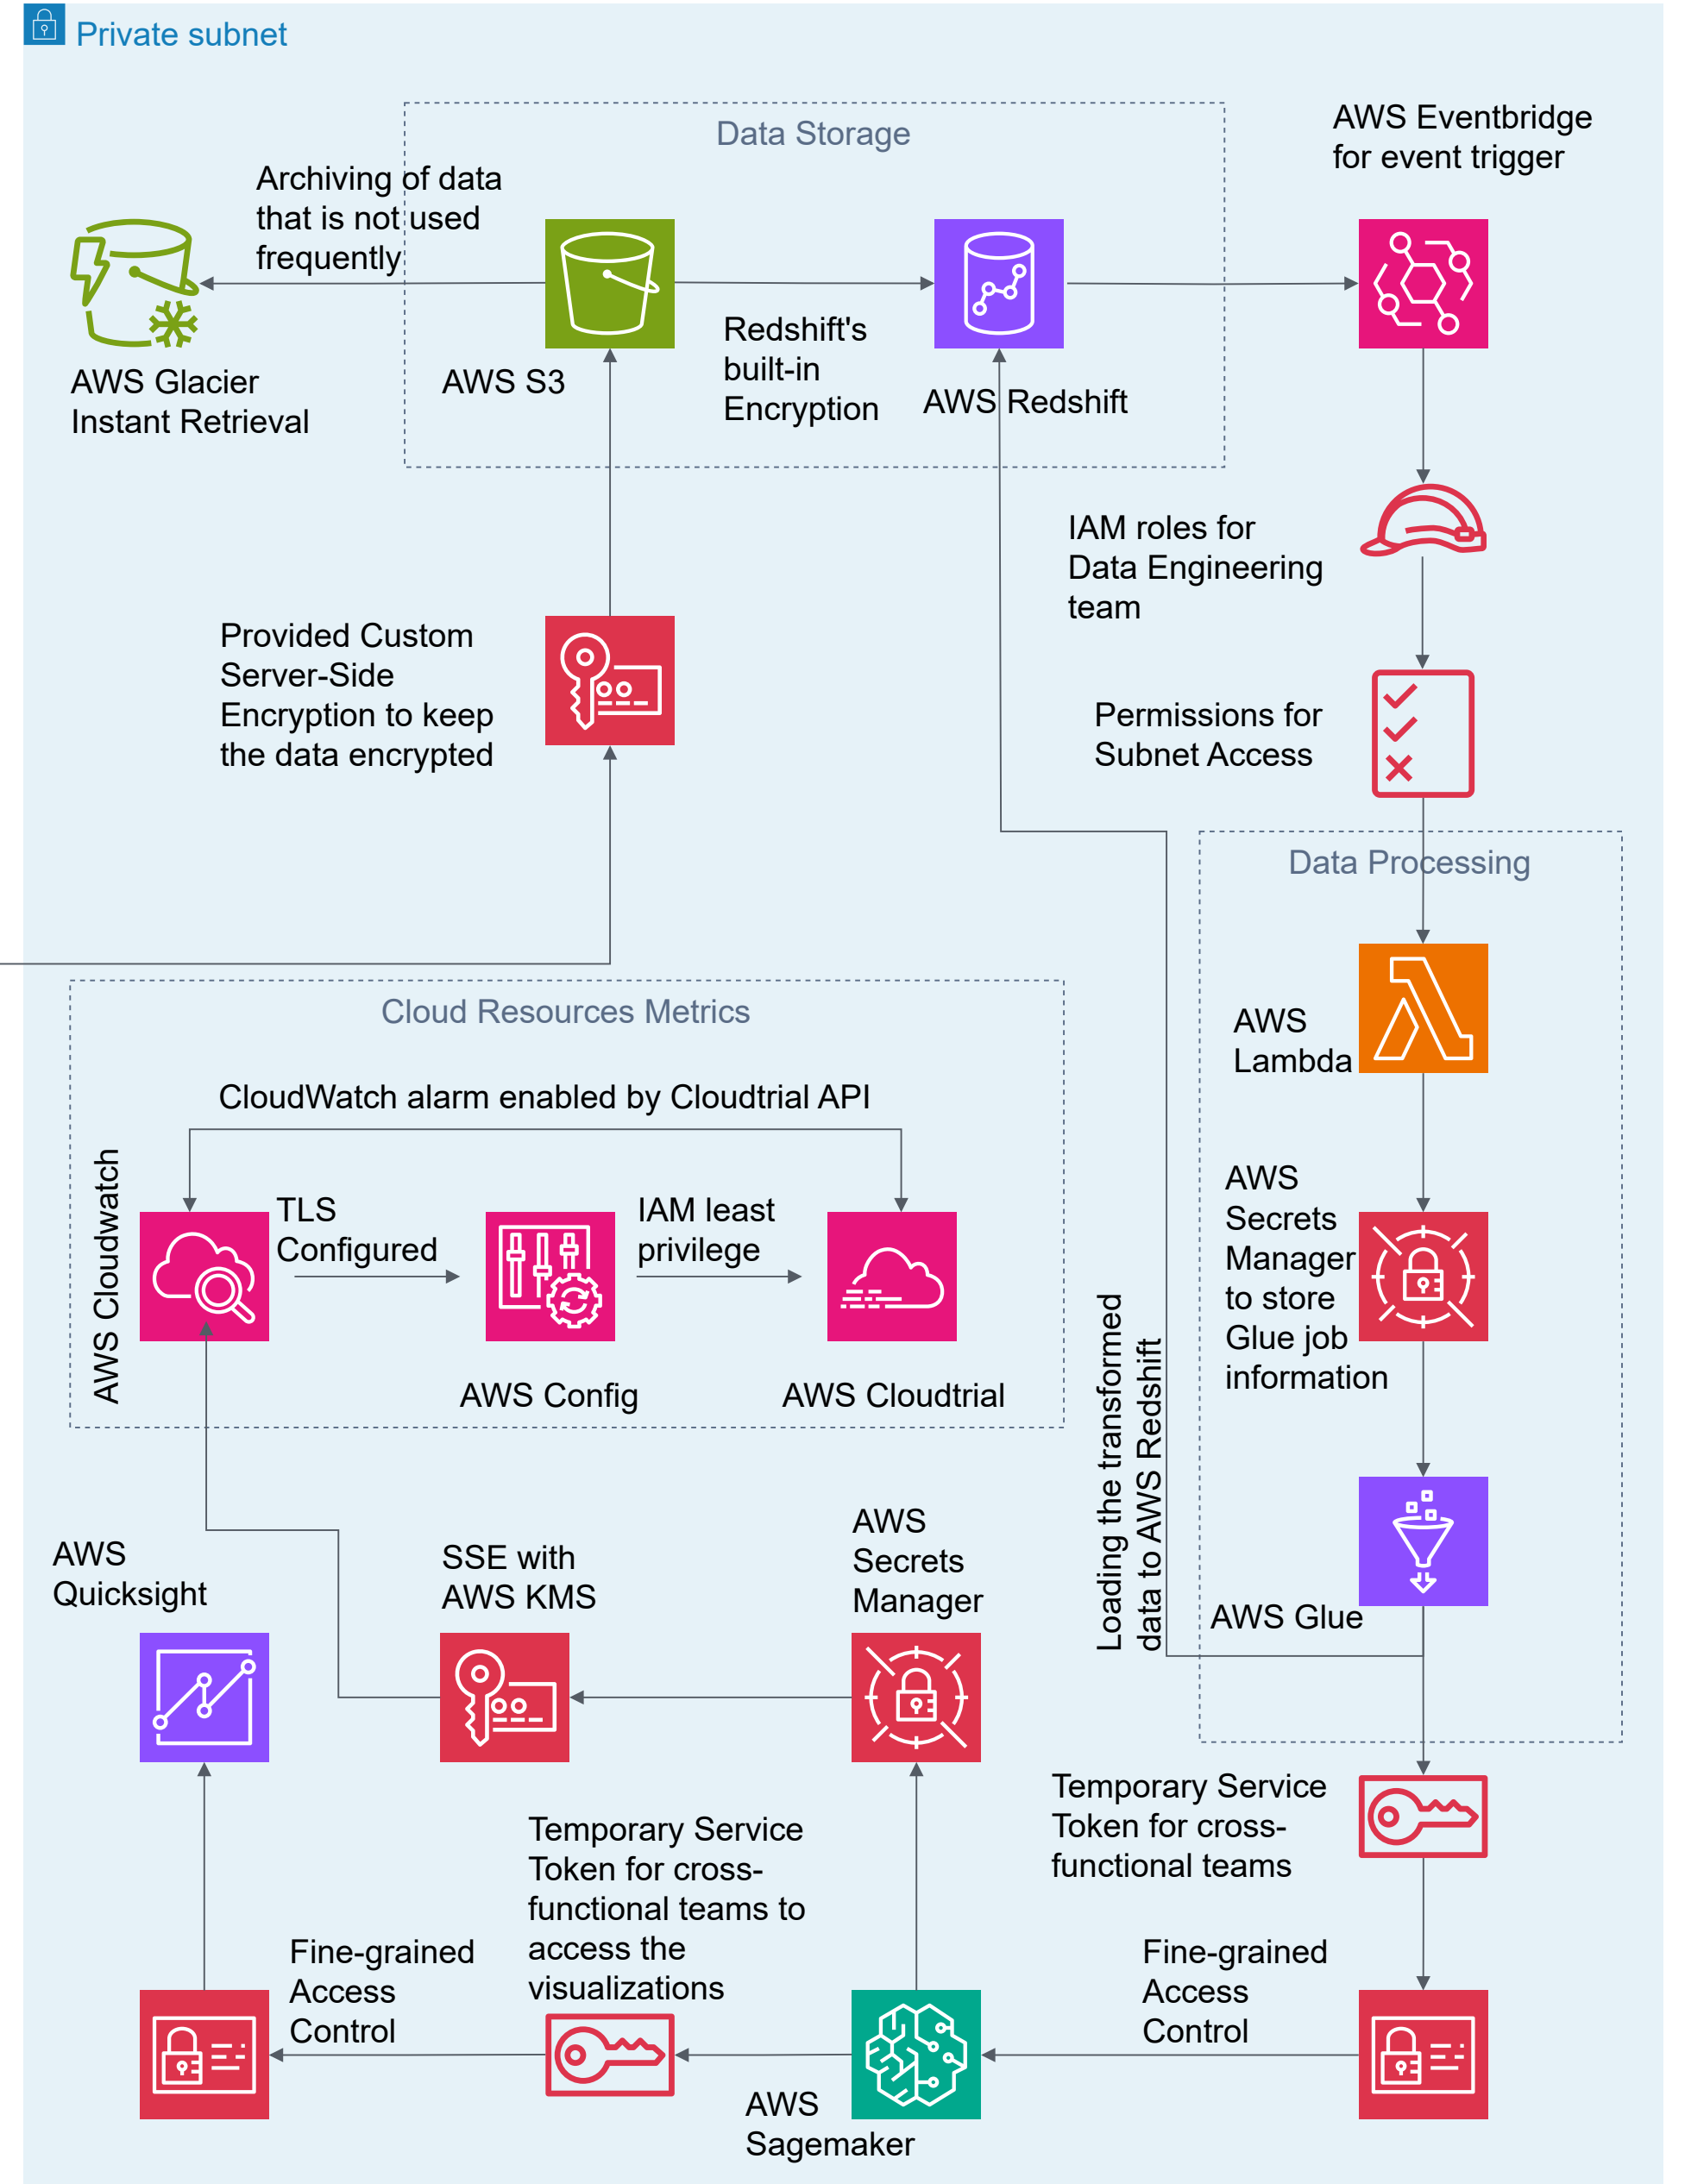 Private subnet
Data Storage
AWS Eventbridge
for event trigger
Archiving of data
that is not used
frequently
AWS Glacier
Instant Retrieval
AWS S3
Redshift's
built-in
Encryption
AWS Redshift
IAM roles for
Data Engineering
team
Provided Custom
Server-Side
Encryption to keep
the data encrypted
Permissions for
Subnet Access
Data Processing
AWS
Lambda
Cloud Resources Metrics
CloudWatch alarm enabled by Cloudtrial API
AWS Cloudwatch
TLS
Configured
IAM least
privilege
AWS Config
AWS Cloudtrial
AWS
Secrets
Manager
to store
Glue job
information
Loading the transformed
data to AWS Redshift
AWS Glue
AWS
Quicksight
SSE with
AWS KMS
AWS
Secrets
Manager
Temporary Service
Token for cross-
functional teams
Temporary Service
Token for cross-
functional teams to
access the
visualizations
Fine-grained
Access
Control
Fine-grained
Access
Control
AWS
Sagemaker